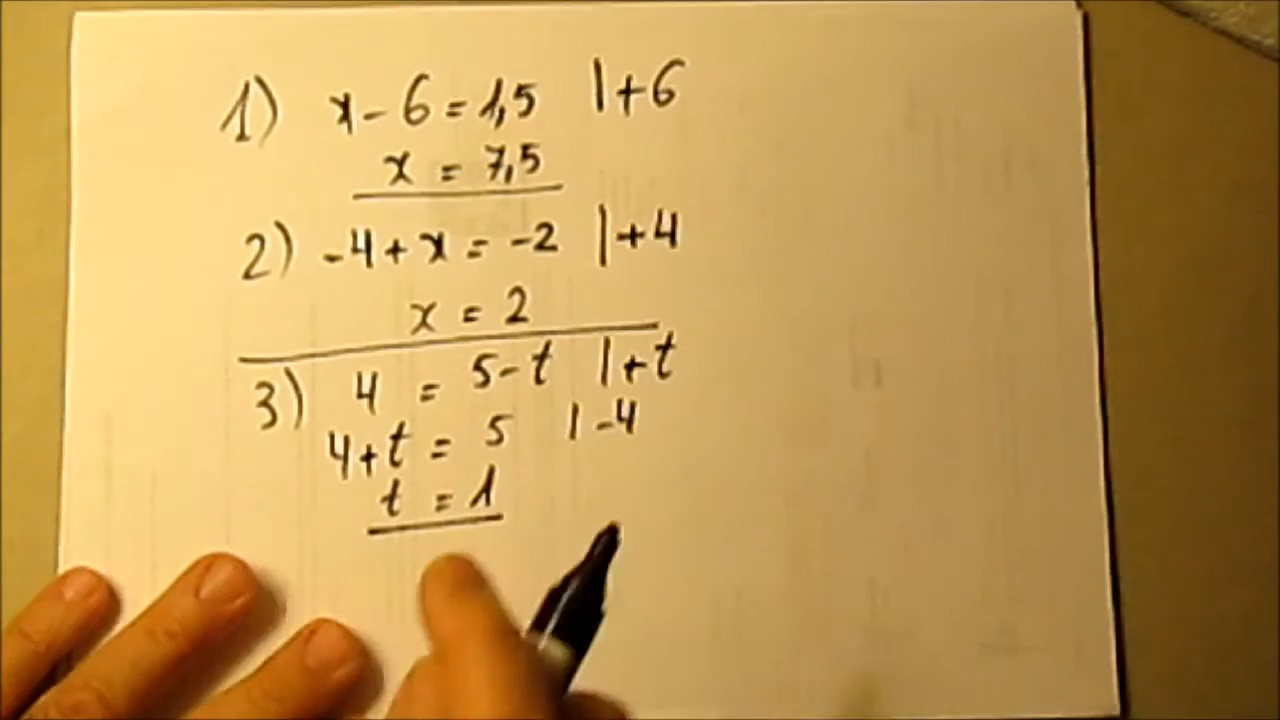 1) x - 6 = 1,5 |+6
x = 7,5
2) -4 + x = -2 |+4
x = 2
3) 4 = 5 - t |+t
4 + t = 5 |-4
t = 1